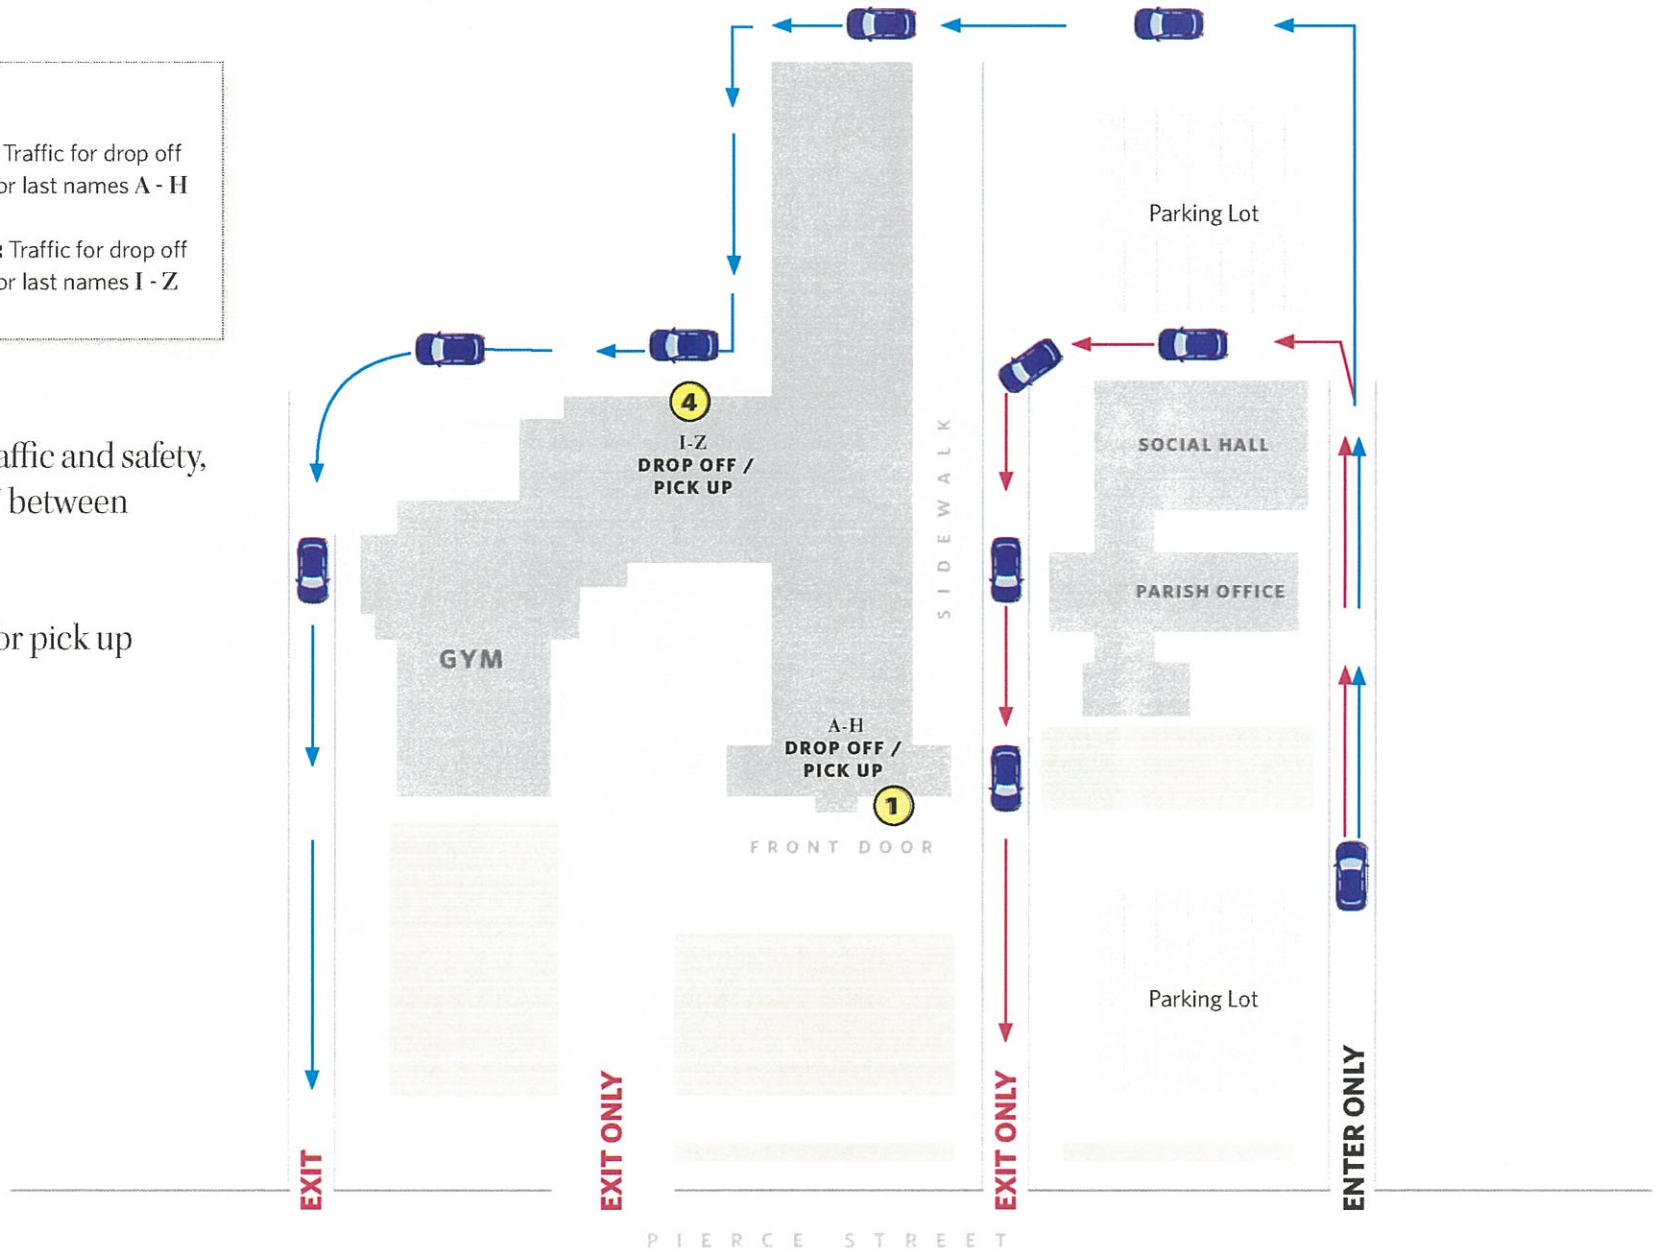 Traffic for drop off
or last names A - H
: Traffic for drop off
or last names I - Z
affic and safety,
between
or pick up
Parking Lot
4
I-Z
DROP OFF /
PICK UP
SIDEWALK
SOCIAL HALL
PARISH OFFICE
GYM
A-H
DROP OFF /
PICK UP
1
FRONT DOOR
Parking Lot
EXIT
EXIT ONLY
EXIT ONLY
ENTER ONLY
PIERCE STREET